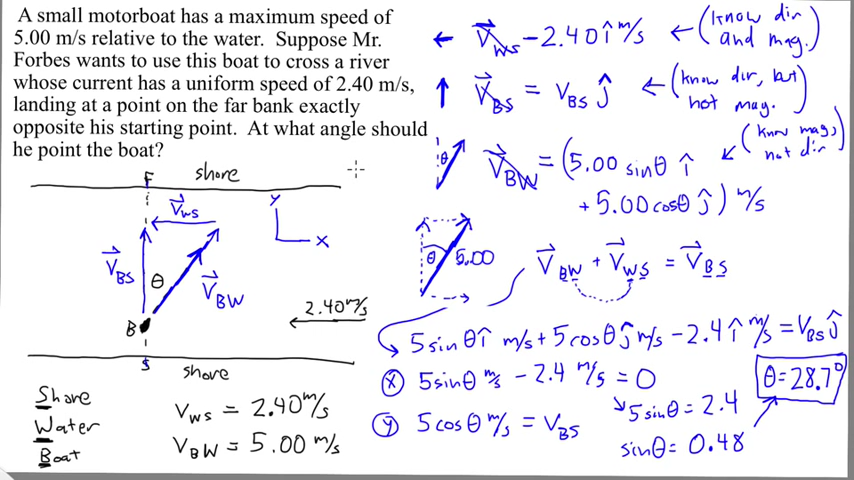 A small motorboat has a maximum speed of
5.00 m/s relative to the water. Suppose Mr.
Forbes wants to use this boat to cross a river
whose current has a uniform speed of 2.40 m/s,
landing at a point on the far bank exactly
opposite his starting point. At what angle should
he point the boat?
F shore
V_WS
Y
X
V_BS
θ
V_BW
B
2.40 m/s
S
shore
Shore
Water
Boat
V_WS = 2.40 m/s
V_BW = 5.00 m/s
← V_WS - 2.40 î m/s ← (know dir and mag.)
↑ V_BS = V_BS ĵ ← (know dir, but not mag.)
(know mag, not dir)
θ V_BW = (5.00 sinθ î
+ 5.00 cosθ ĵ) m/s
θ 5.00
V_BW + V_WS = V_BS
5 sinθ î m/s + 5 cosθ ĵ m/s - 2.4 î m/s = V_BS ĵ
(x) 5 sinθ m/s - 2.4 m/s = 0
θ = 28.7°
5 sinθ = 2.4
(y) 5 cosθ m/s = V_BS
sinθ = 0.48